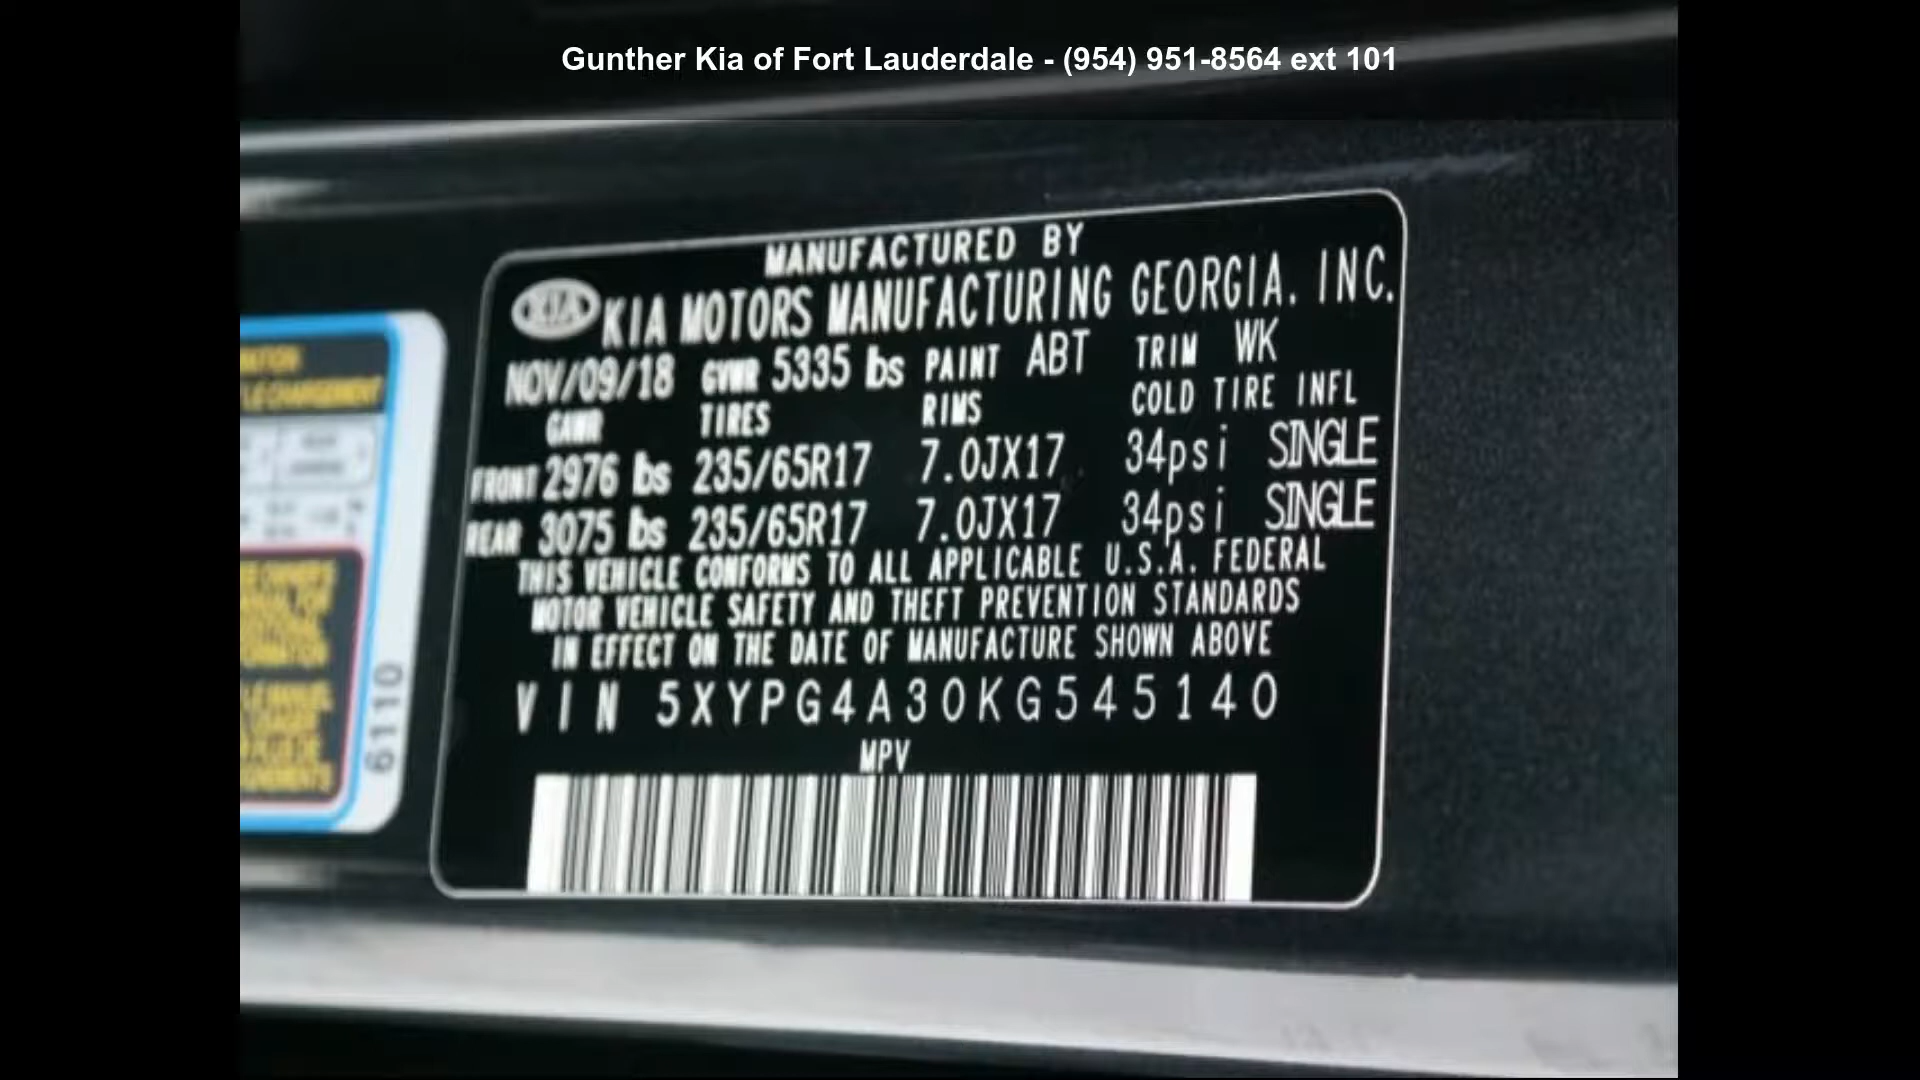 Gunther Kia of Fort Lauderdale - (954) 951-8564 ext 101
MANUFACTURED BY
KIA KIA MOTORS MANUFACTURING GEORGIA, INC.
NOV/09/18 GVWR 5335 lbs PAINT ABT TRIM WK
GAWR TIRES RIMS COLD TIRE INFL
FRONT 2976 lbs 235/65R17 7.0JX17 34psi SINGLE
REAR 3075 lbs 235/65R17 7.0JX17 34psi SINGLE
THIS VEHICLE CONFORMS TO ALL APPLICABLE U.S.A. FEDERAL
MOTOR VEHICLE SAFETY AND THEFT PREVENTION STANDARDS
IN EFFECT ON THE DATE OF MANUFACTURE SHOWN ABOVE
VIN 5XYPG4A30KG545140
MPV
6110